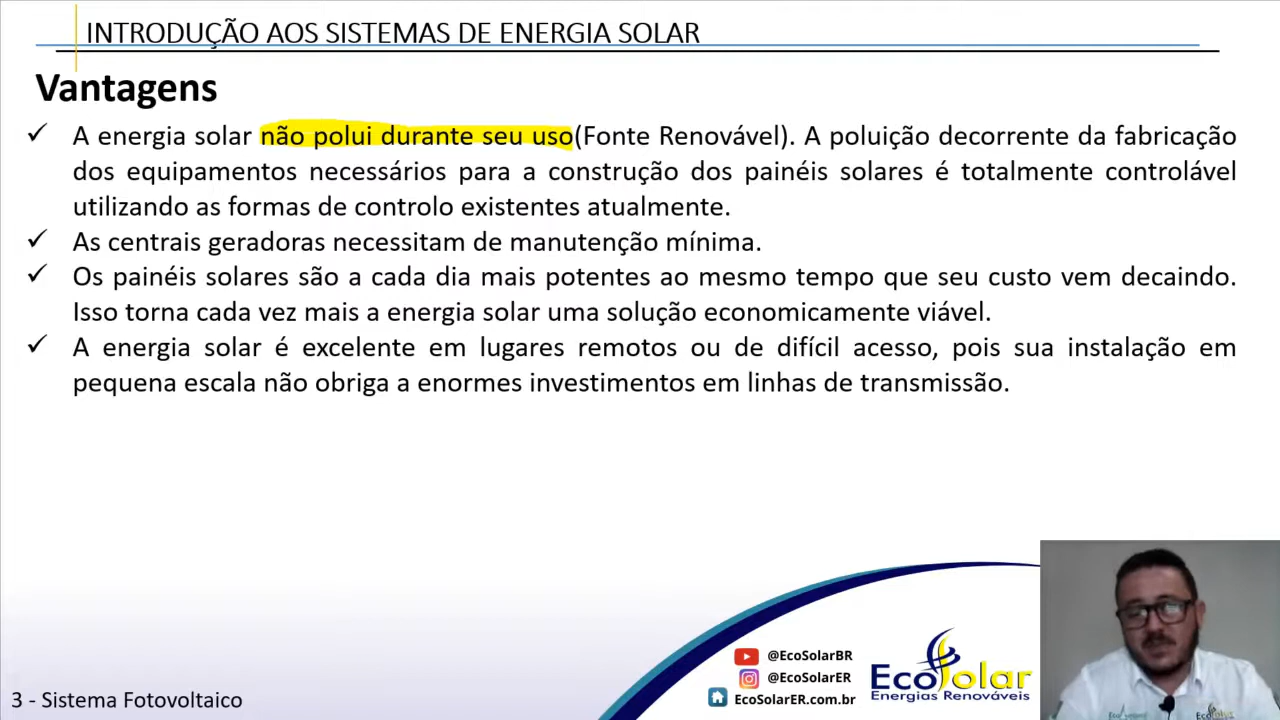 INTRODUÇÃO AOS SISTEMAS DE ENERGIA SOLAR
Vantagens
✓ A energia solar não polui durante seu uso(Fonte Renovável). A poluição decorrente da fabricação
dos equipamentos necessários para a construção dos painéis solares é totalmente controlável
utilizando as formas de controlo existentes atualmente.
✓ As centrais geradoras necessitam de manutenção mínima.
✓ Os painéis solares são a cada dia mais potentes ao mesmo tempo que seu custo vem decaindo.
Isso torna cada vez mais a energia solar uma solução economicamente viável.
✓ A energia solar é excelente em lugares remotos ou de difícil acesso, pois sua instalação em
pequena escala não obriga a enormes investimentos em linhas de transmissão.
@EcoSolarBR
@EcoSolarER
EcoSolarER.com.br
EcoSolar
Energias Renováveis
3 - Sistema Fotovoltaico